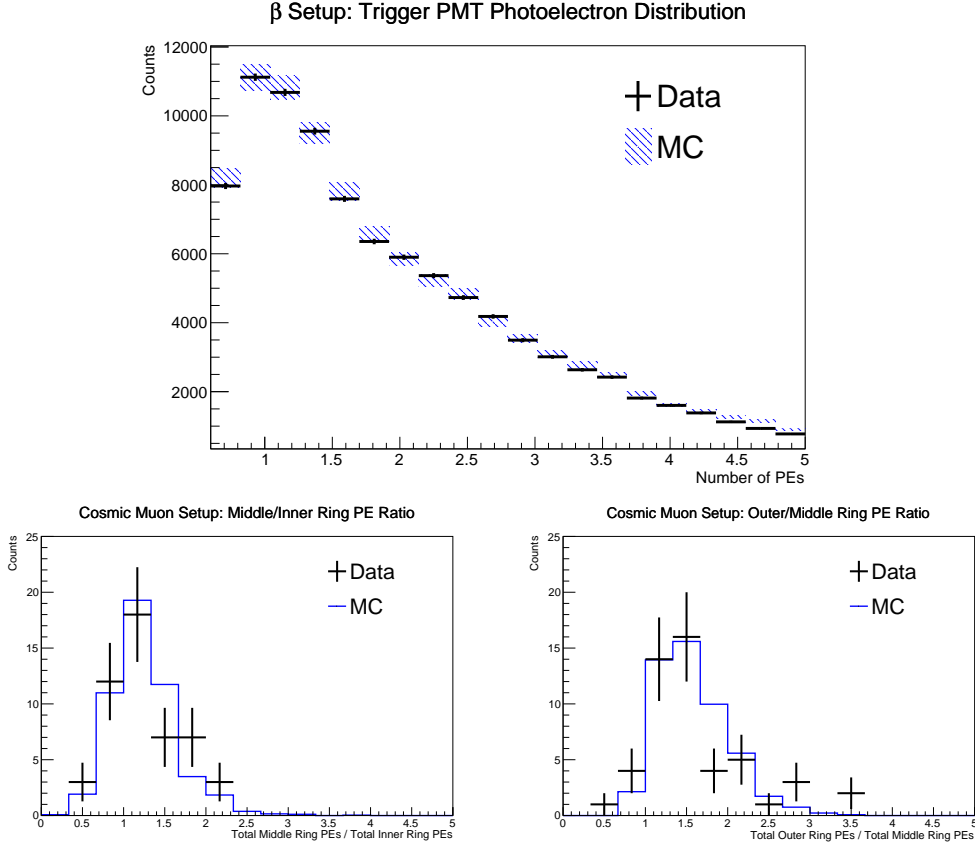 β Setup: Trigger PMT Photoelectron Distribution
Counts
12000
10000
8000
6000
4000
2000
Data
MC
1 1.5 2 2.5 3 3.5 4 4.5 5
Number of PEs
Cosmic Muon Setup: Middle/Inner Ring PE Ratio
Counts
25
20
15
10
5
0
Data
MC
0 0.5 1 1.5 2 2.5 3 3.5 4 4.5 5
Total Middle Ring PEs / Total Inner Ring PEs
Cosmic Muon Setup: Outer/Middle Ring PE Ratio
Counts
25
20
15
10
5
0
Data
MC
0 0.5 1 1.5 2 2.5 3 3.5 4 4.5 5
Total Outer Ring PEs / Total Middle Ring PEs